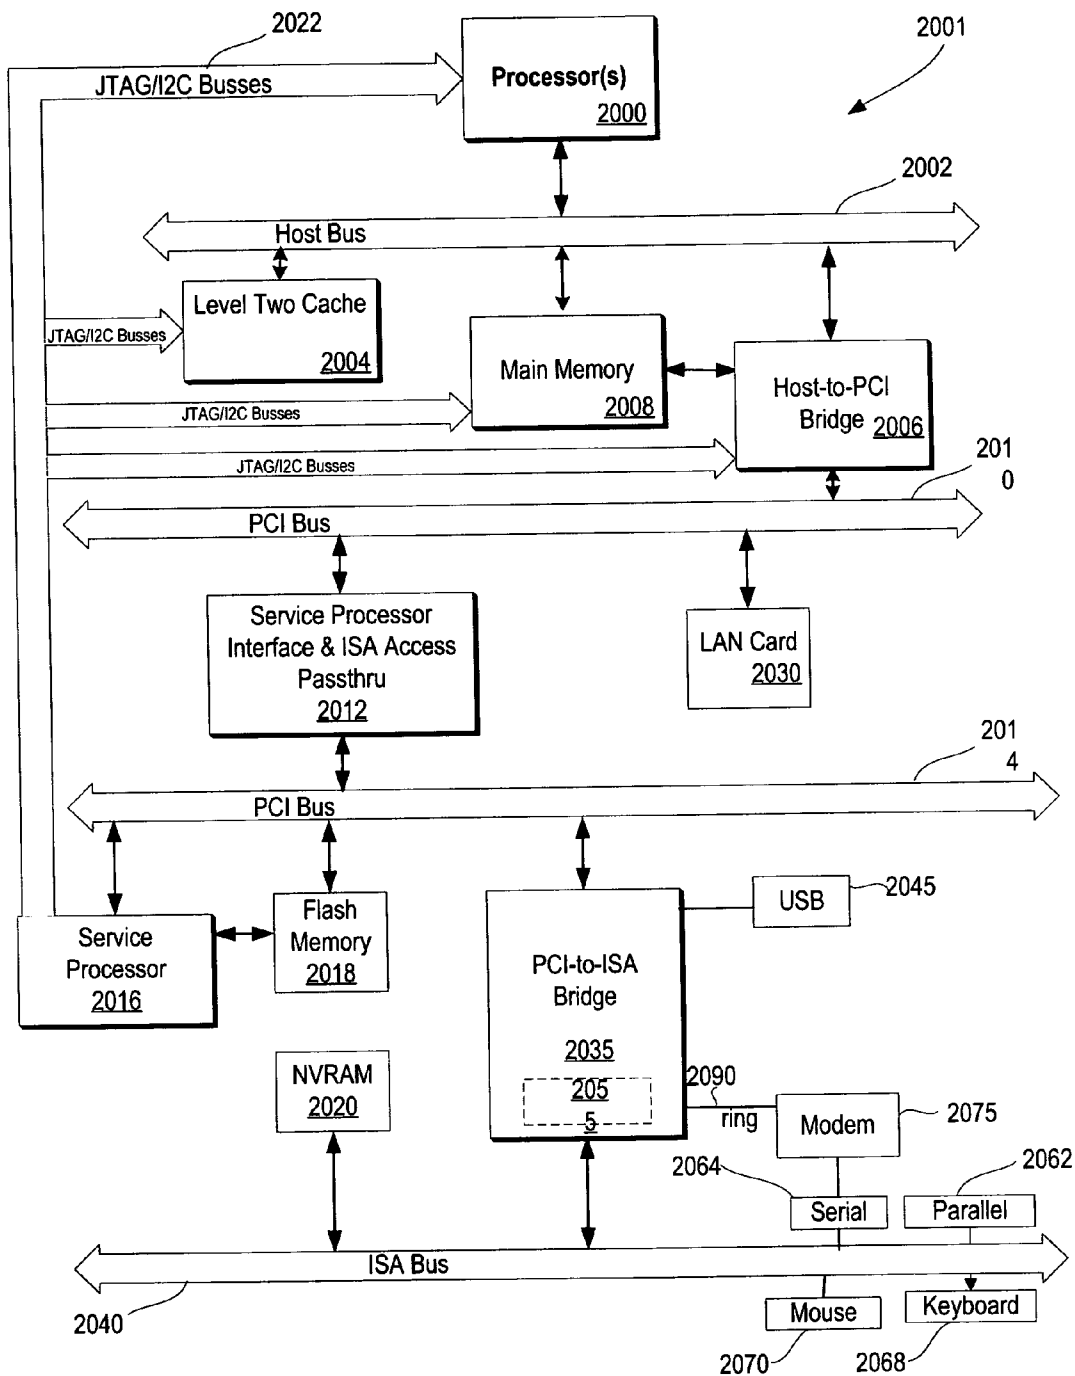 2022
2001
JTAG/I2C Busses
Processor(s)
2000
2002
Host Bus
Level Two Cache
2004
JTAG/I2C Busses
Main Memory
2008
Host-to-PCI
Bridge 2006
JTAG/I2C Busses
JTAG/I2C Busses
201
0
PCI Bus
Service Processor
Interface & ISA Access
Passthru
2012
LAN Card
2030
201
4
PCI Bus
USB
2045
Flash
Memory
2018
Service
Processor
2016
PCI-to-ISA
Bridge
2035
205
5
NVRAM
2020
2090
ring
Modem
2075
2064
2062
Serial
Parallel
ISA Bus
2040
Mouse
Keyboard
2070
2068